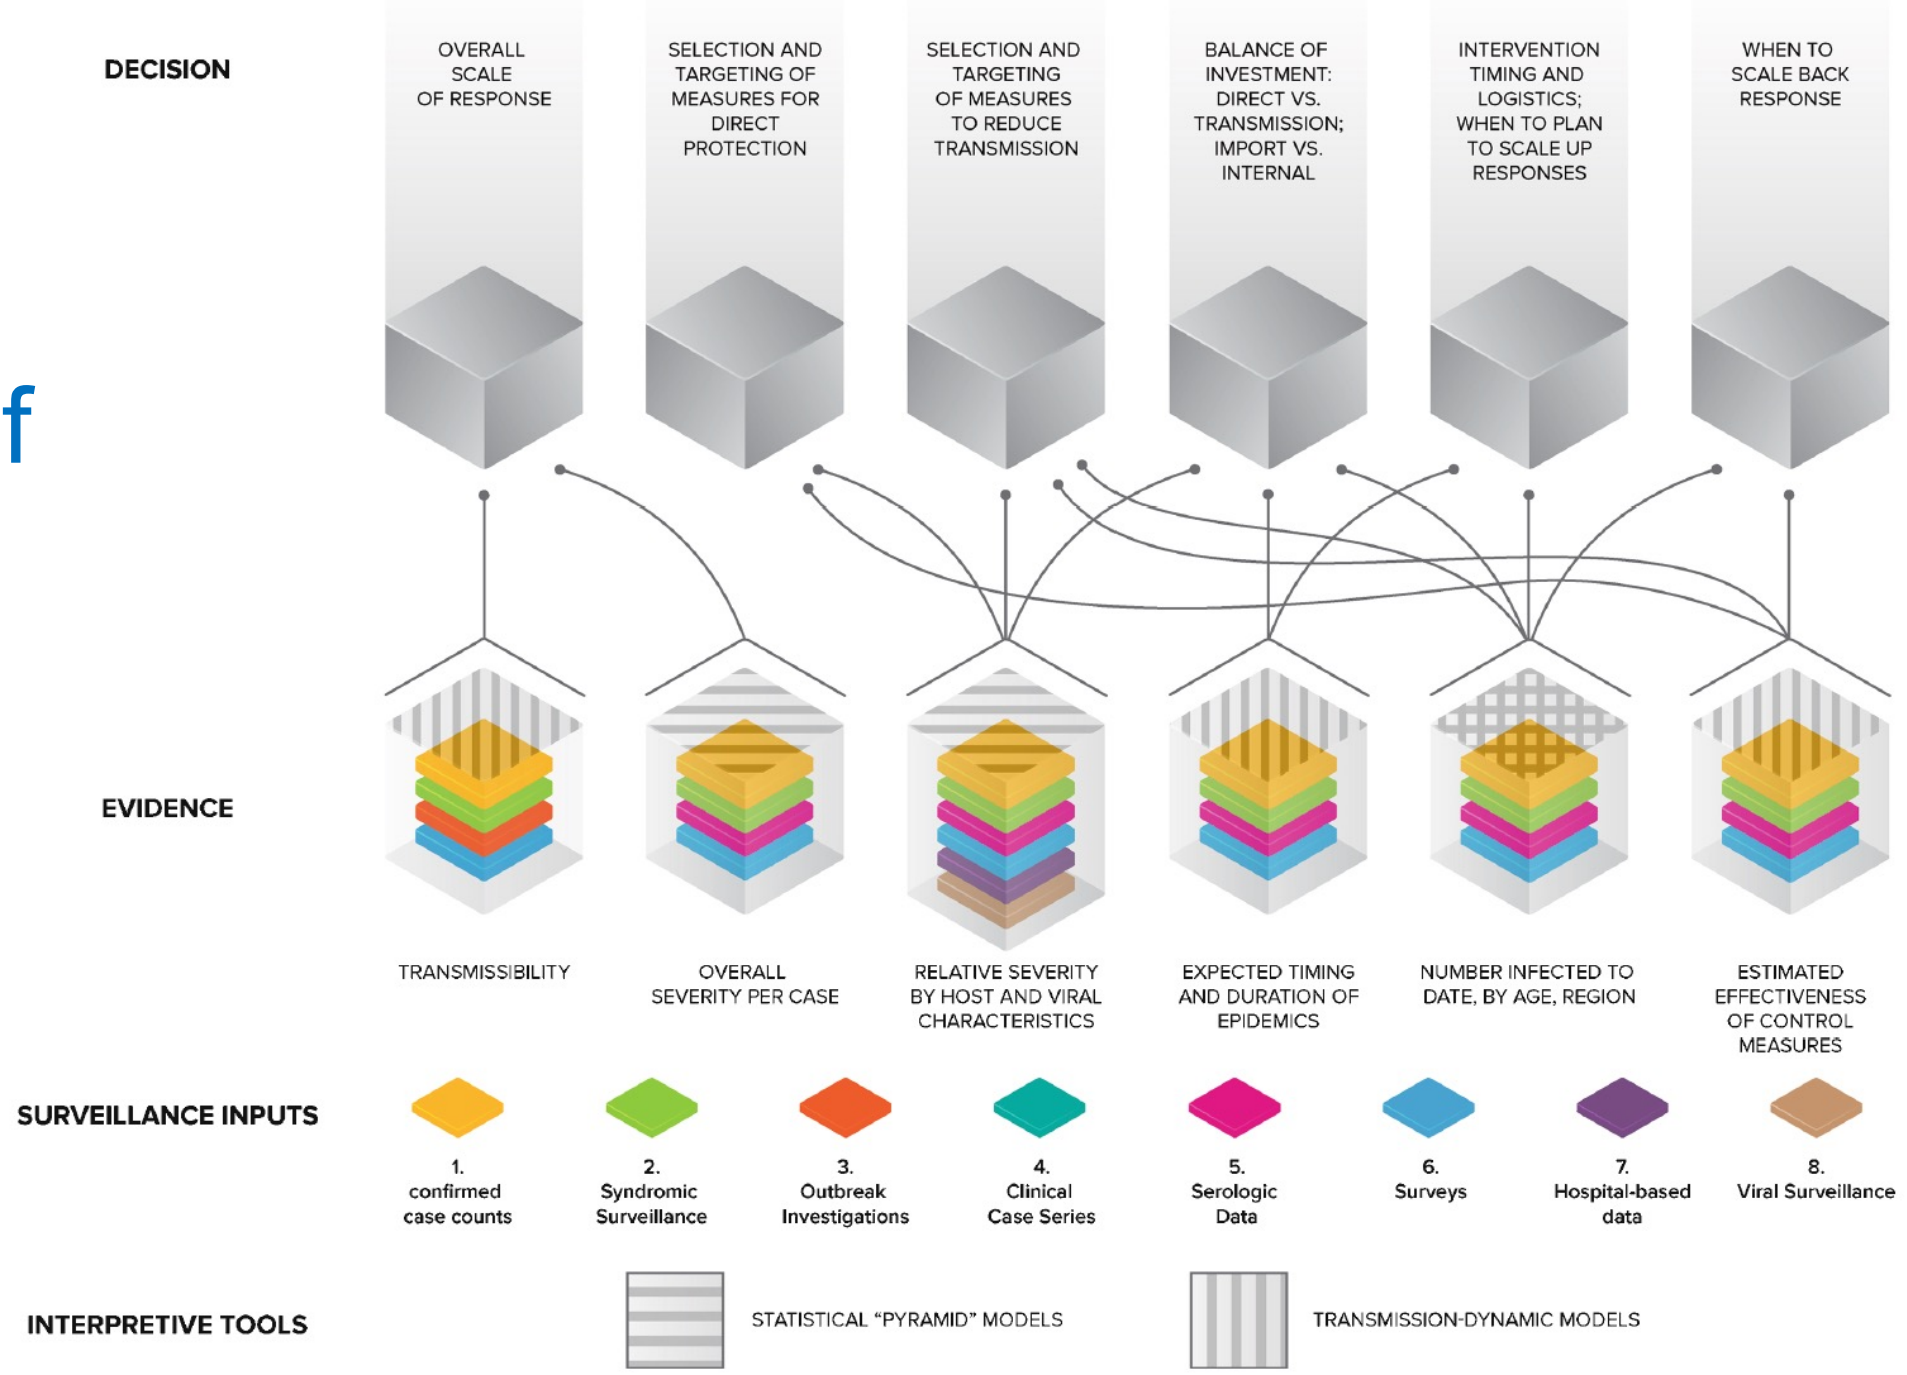 DECISION
OVERALL
SCALE
OF RESPONSE
SELECTION AND
TARGETING OF
MEASURES FOR
DIRECT
PROTECTION
SELECTION AND
TARGETING
OF MEASURES
TO REDUCE
TRANSMISSION
BALANCE OF
INVESTMENT:
DIRECT VS.
TRANSMISSION;
IMPORT VS.
INTERNAL
INTERVENTION
TIMING AND
LOGISTICS;
WHEN TO PLAN
TO SCALE UP
RESPONSES
WHEN TO
SCALE BACK
RESPONSE
f
EVIDENCE
TRANSMISSIBILITY
OVERALL
SEVERITY PER CASE
RELATIVE SEVERITY
BY HOST AND VIRAL
CHARACTERISTICS
EXPECTED TIMING
AND DURATION OF
EPIDEMICS
NUMBER INFECTED TO
DATE, BY AGE, REGION
ESTIMATED
EFFECTIVENESS
OF CONTROL
MEASURES
SURVEILLANCE INPUTS
1.
confirmed
case counts
2.
Syndromic
Surveillance
3.
Outbreak
Investigations
4.
Clinical
Case Series
5.
Serologic
Data
6.
Surveys
7.
Hospital-based
data
8.
Viral Surveillance
INTERPRETIVE TOOLS
STATISTICAL “PYRAMID” MODELS
TRANSMISSION-DYNAMIC MODELS